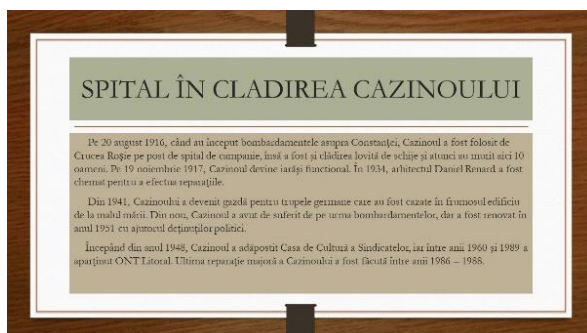 SPITAL ÎN CLADIREA CAZINOULUI
Pe 20 august 1916, când au început bombardamentele asupra Constanței, Cazinoul a fost folosit de
Crucea Roșie pe post de spital de campanie, însă a fost și clădirea lovită de schije și atunci au murit aici 10
oameni. Pe 19 noiembrie 1917, Cazinoul devine iarăși functional. În 1934, arhitectul Daniel Renard a fost
chemat pentru a efectua reparațiile.
Din 1941, Cazinoului a devenit gazdă pentru trupele germane care au fost cazate în frumosul edificiu
de la malul mării. Din nou, Cazinoul a avut de suferit de pe urma bombardamentelor, dar a fost renovat în
anul 1951 cu ajutocul deținuților politici.
Începând din anul 1948, Cazinoul a adăpostit Casa de Cultură a Sindicatelor, iar între anii 1960 și 1989 a
aparținut ONT Litoral. Ultima reparație majoră a Cazinoului a fost făcută între anii 1986 – 1988.